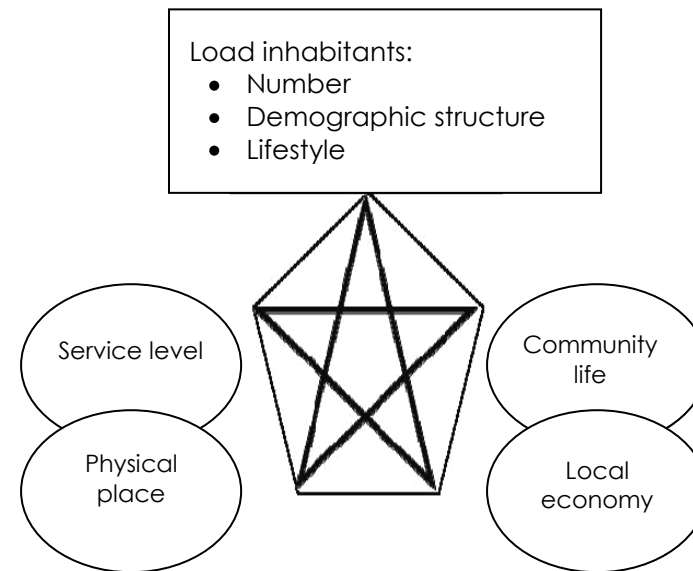 Load inhabitants:
• Number
• Demographic structure
• Lifestyle
Service level
Community
life
Physical
place
Local
economy